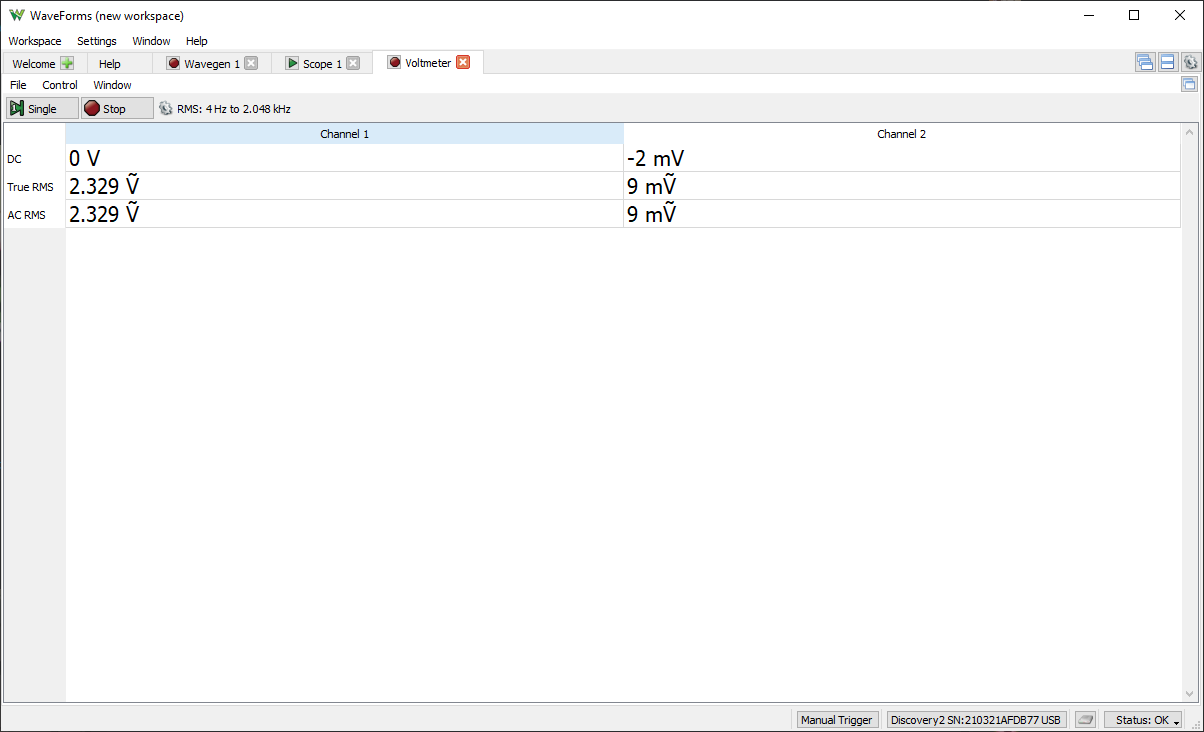 WaveForms (new workspace)
Workspace Settings Window Help
Welcome Help Wavegen 1 Scope 1 Voltmeter
File Control Window
Single Stop RMS: 4 Hz to 2.048 kHz
Channel 1 Channel 2
DC 0 V -2 mV
True RMS 2.329 Ṽ 9 mṼ
AC RMS 2.329 Ṽ 9 mṼ
Manual Trigger Discovery2 SN:210321AFDB77 USB Status: OK